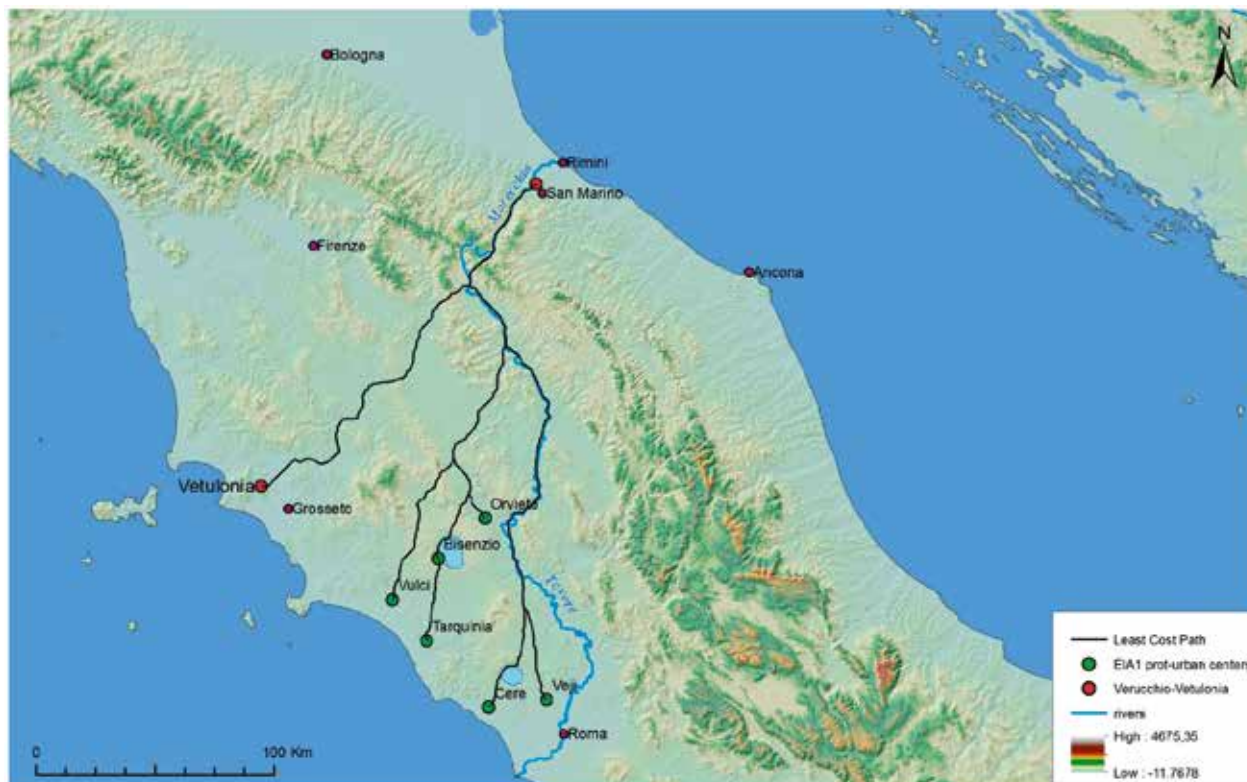 N
Bologna
Rimini
San Marino
Marecchia
Firenze
Ancona
Vetulonia
Grosseto
Orvieto
Bisenzio
Vulci
Tevere
Tarquinia
Cere
Veii
Roma
0
100 Km
Least Cost Path
EIA1 prot-urban centers
Verucchio-Vetulonia
rivers
High : 4675,35
Low : -11.7678